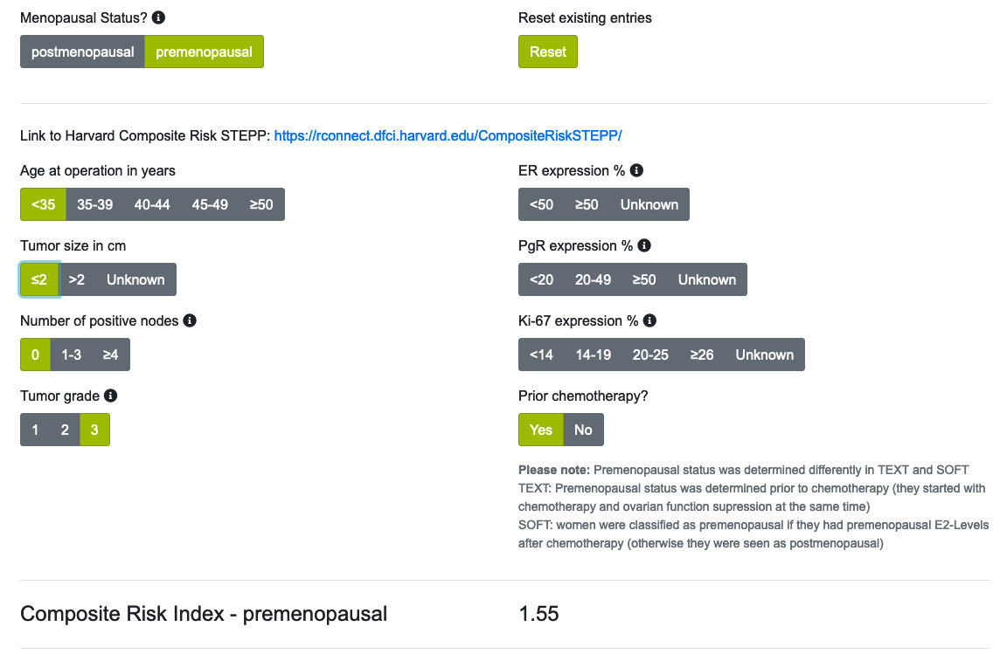 Menopausal Status?
postmenopausal premenopausal
Reset existing entries
Reset
Link to Harvard Composite Risk STEPP: https://rconnect.dfci.harvard.edu/CompositeRiskSTEPP/
Age at operation in years
<35 35-39 40-44 45-49 ≥50
Tumor size in cm
≤2 >2 Unknown
Number of positive nodes
0 1-3 ≥4
Tumor grade
1 2 3
ER expression %
<50 ≥50 Unknown
PgR expression %
<20 20-49 ≥50 Unknown
Ki-67 expression %
<14 14-19 20-25 ≥26 Unknown
Prior chemotherapy?
Yes No
Please note: Premenopausal status was determined differently in TEXT and SOFT
TEXT: Premenopausal status was determined prior to chemotherapy (they started with
chemotherapy and ovarian function supression at the same time)
SOFT: women were classified as premenopausal if they had premenopausal E2-Levels
after chemotherapy (otherwise they were seen as postmenopausal)
Composite Risk Index - premenopausal 1.55